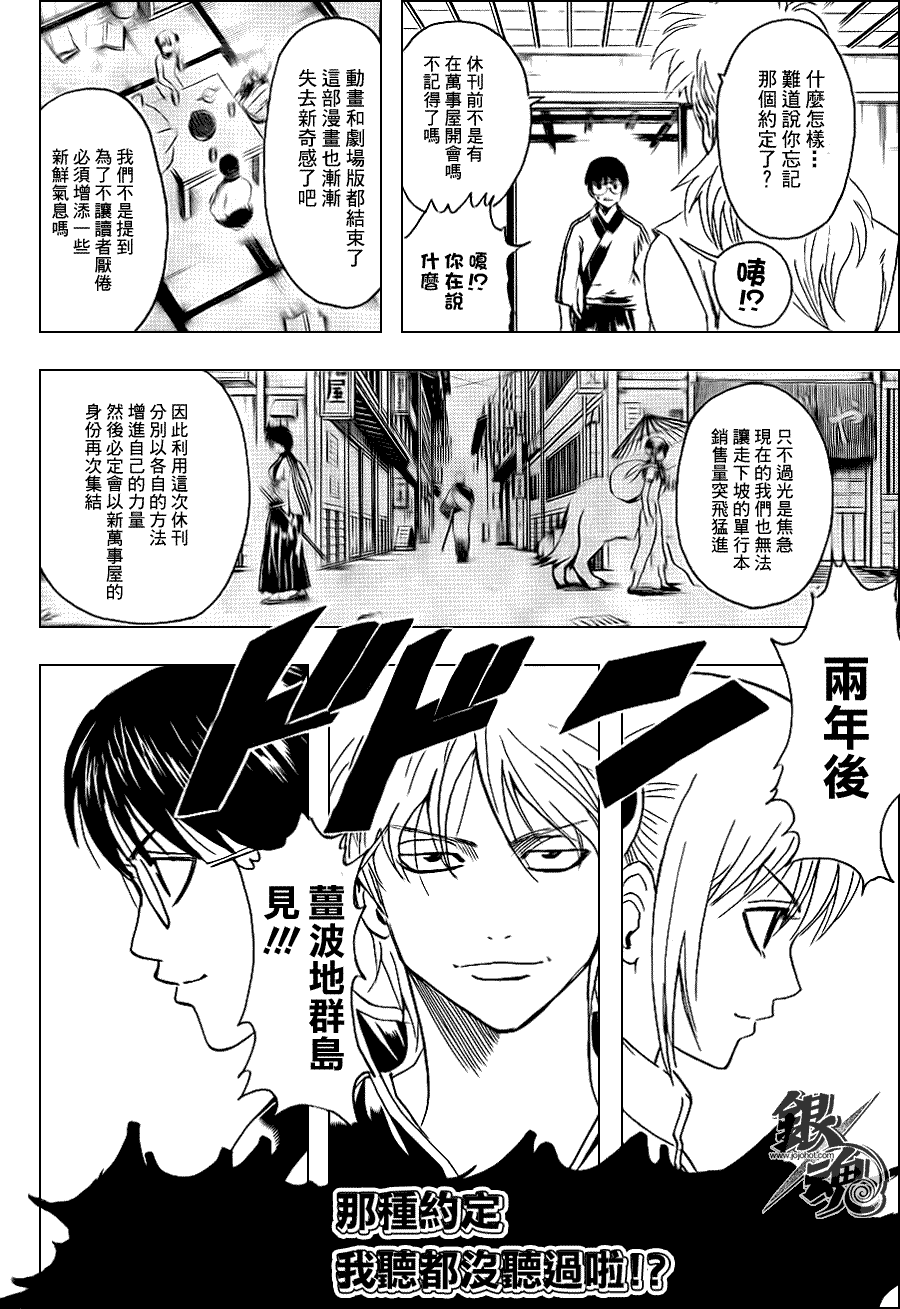 什麼怎樣…
難道說你忘記
那個約定了?
咦!?
休刊前不是有
在萬事屋開會嗎
不記得了嗎
嗄!?
你在說
什麼
動畫和劇場版都結束了
這部漫畫也漸漸
失去新奇感了吧
我們不是提到
為了不讓讀者厭倦
必須增添一些
新鮮氣息嗎
只不過光是焦急
現在的我們也無法
讓走下坡的單行本
銷售量突飛猛進
や
屋
因此利用這次休刊
分別以各自的方法
增進自己的力量
然後必定會以新萬事屋的
身份再次集結
兩年後
ドドーン
薑波地群島
見!!!
那種約定
我聽都沒聽過啦!?
銀魂
www.jojohot.com